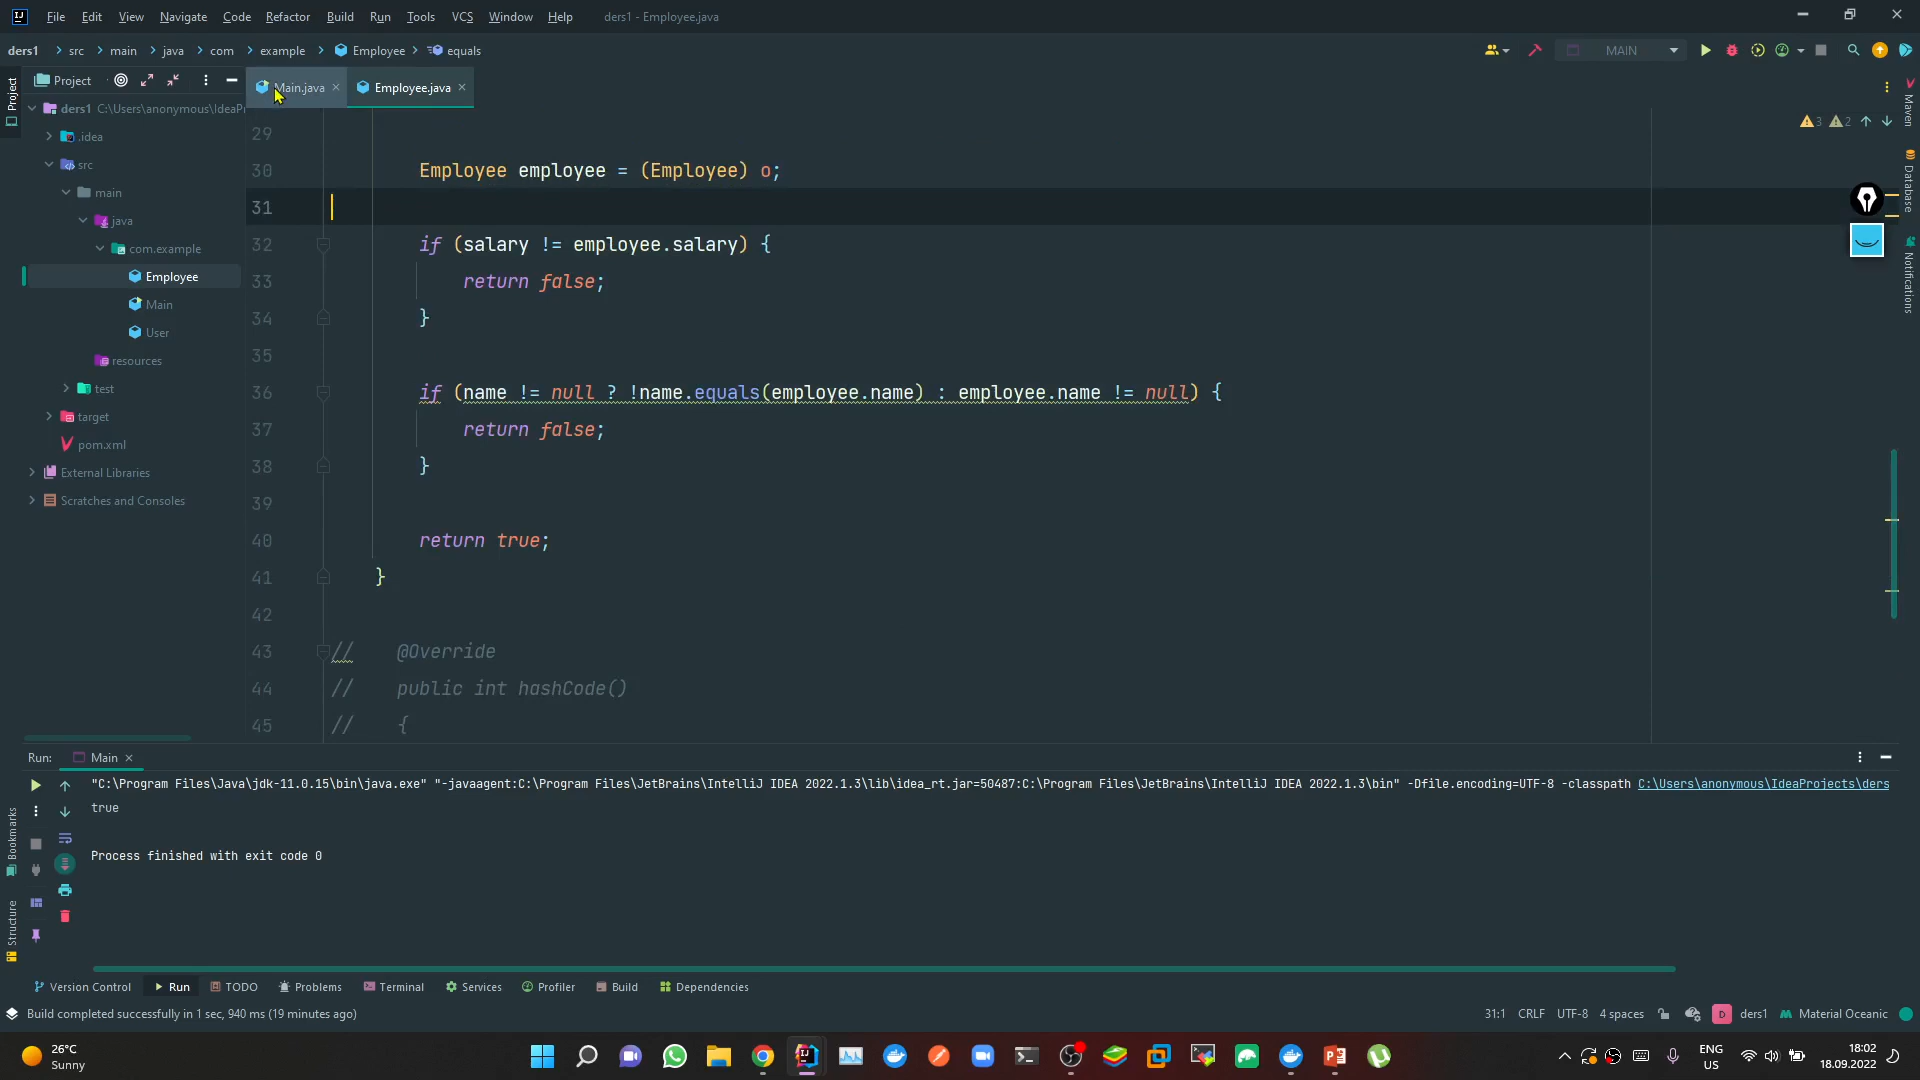 File Edit View Navigate Code Refactor Build Run Tools VCS Window Help ders1 - Employee.java
ders1 src main java com example Employee equals MAIN
Project Main.java Employee.java
ders1 C:\Users\anonymous\IdeaP
.idea
src
main
java
com.example
Employee
Main
User
resources
test
target
pom.xml
External Libraries
Scratches and Consoles
Project
Bookmarks
Structure
3 2
29
30 Employee employee = (Employee) o;
31
32 if (salary != employee.salary) {
33 return false;
34 }
35
36 if (name != null ? !name.equals(employee.name) : employee.name != null) {
37 return false;
38 }
39
40 return true;
41 }
42
43 // @Override
44 // public int hashCode()
45 // {
Maven
Database
Notifications
Run: Main
"C:\Program Files\Java\jdk-11.0.15\bin\java.exe" "-javaagent:C:\Program Files\JetBrains\IntelliJ IDEA 2022.1.3\lib\idea_rt.jar=50487:C:\Program Files\JetBrains\IntelliJ IDEA 2022.1.3\bin" -Dfile.encoding=UTF-8 -classpath C:\Users\anonymous\IdeaProjects\ders
true
Process finished with exit code 0
Version Control Run TODO Problems Terminal Services Profiler Build Dependencies
Build completed successfully in 1 sec, 940 ms (19 minutes ago) 31:1 CRLF UTF-8 4 spaces D ders1 Material Oceanic
26°C
Sunny
ENG
US
18:02
18.09.2022